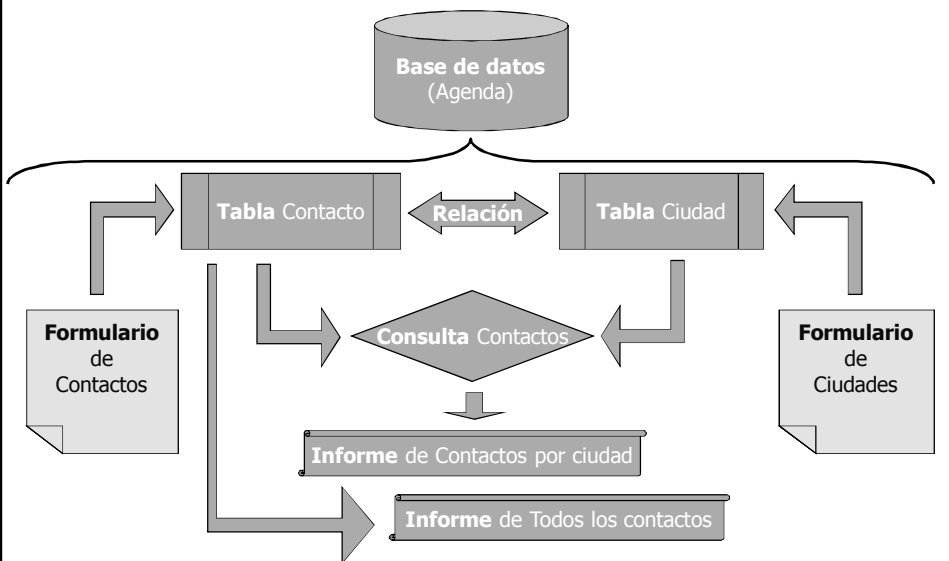 Base de datos
(Agenda)
Tabla Contacto
Relación
Tabla Ciudad
Formulario
de
Contactos
Consulta Contactos
Formulario
de
Ciudades
Informe de Contactos por ciudad
Informe de Todos los contactos